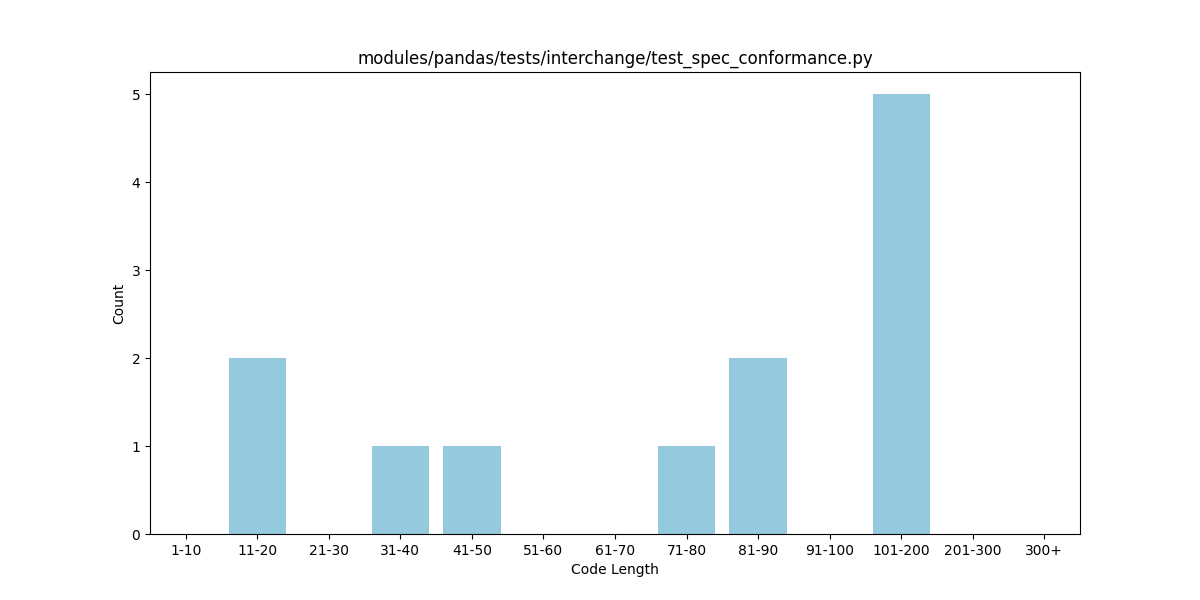 modules/pandas/tests/interchange/test_spec_conformance.py
5
4
3
2
1
0
Count
1-10 11-20 21-30 31-40 41-50 51-60 61-70 71-80 81-90 91-100 101-200 201-300 300+
Code Length